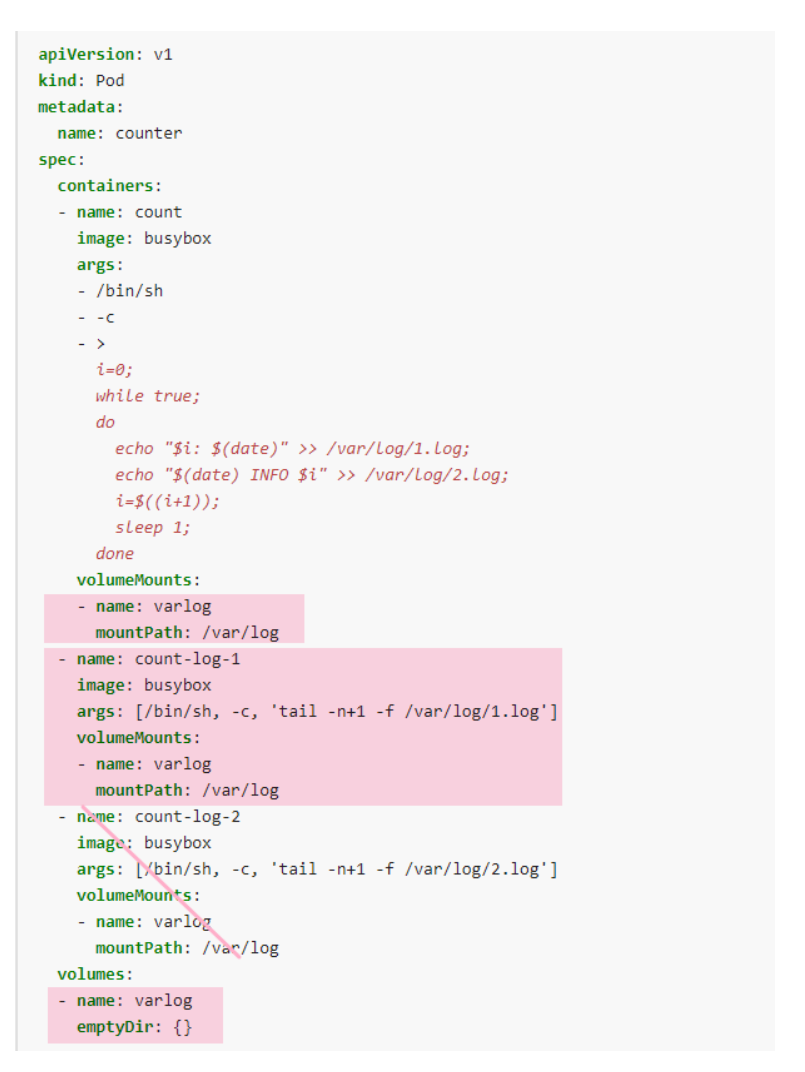 apiVersion: v1
kind: Pod
metadata:
  name: counter
spec:
  containers:
  - name: count
    image: busybox
    args:
    - /bin/sh
    - -c
    - >
      i=0;
      while true;
      do
        echo "$i: $(date)" >> /var/log/1.log;
        echo "$(date) INFO $i" >> /var/log/2.log;
        i=$((i+1));
        sleep 1;
      done
    volumeMounts:
    - name: varlog
      mountPath: /var/log
  - name: count-log-1
    image: busybox
    args: [/bin/sh, -c, 'tail -n+1 -f /var/log/1.log']
    volumeMounts:
    - name: varlog
      mountPath: /var/log
  - name: count-log-2
    image: busybox
    args: [/bin/sh, -c, 'tail -n+1 -f /var/log/2.log']
    volumeMounts:
    - name: varlog
      mountPath: /var/log
  volumes:
  - name: varlog
    emptyDir: {}